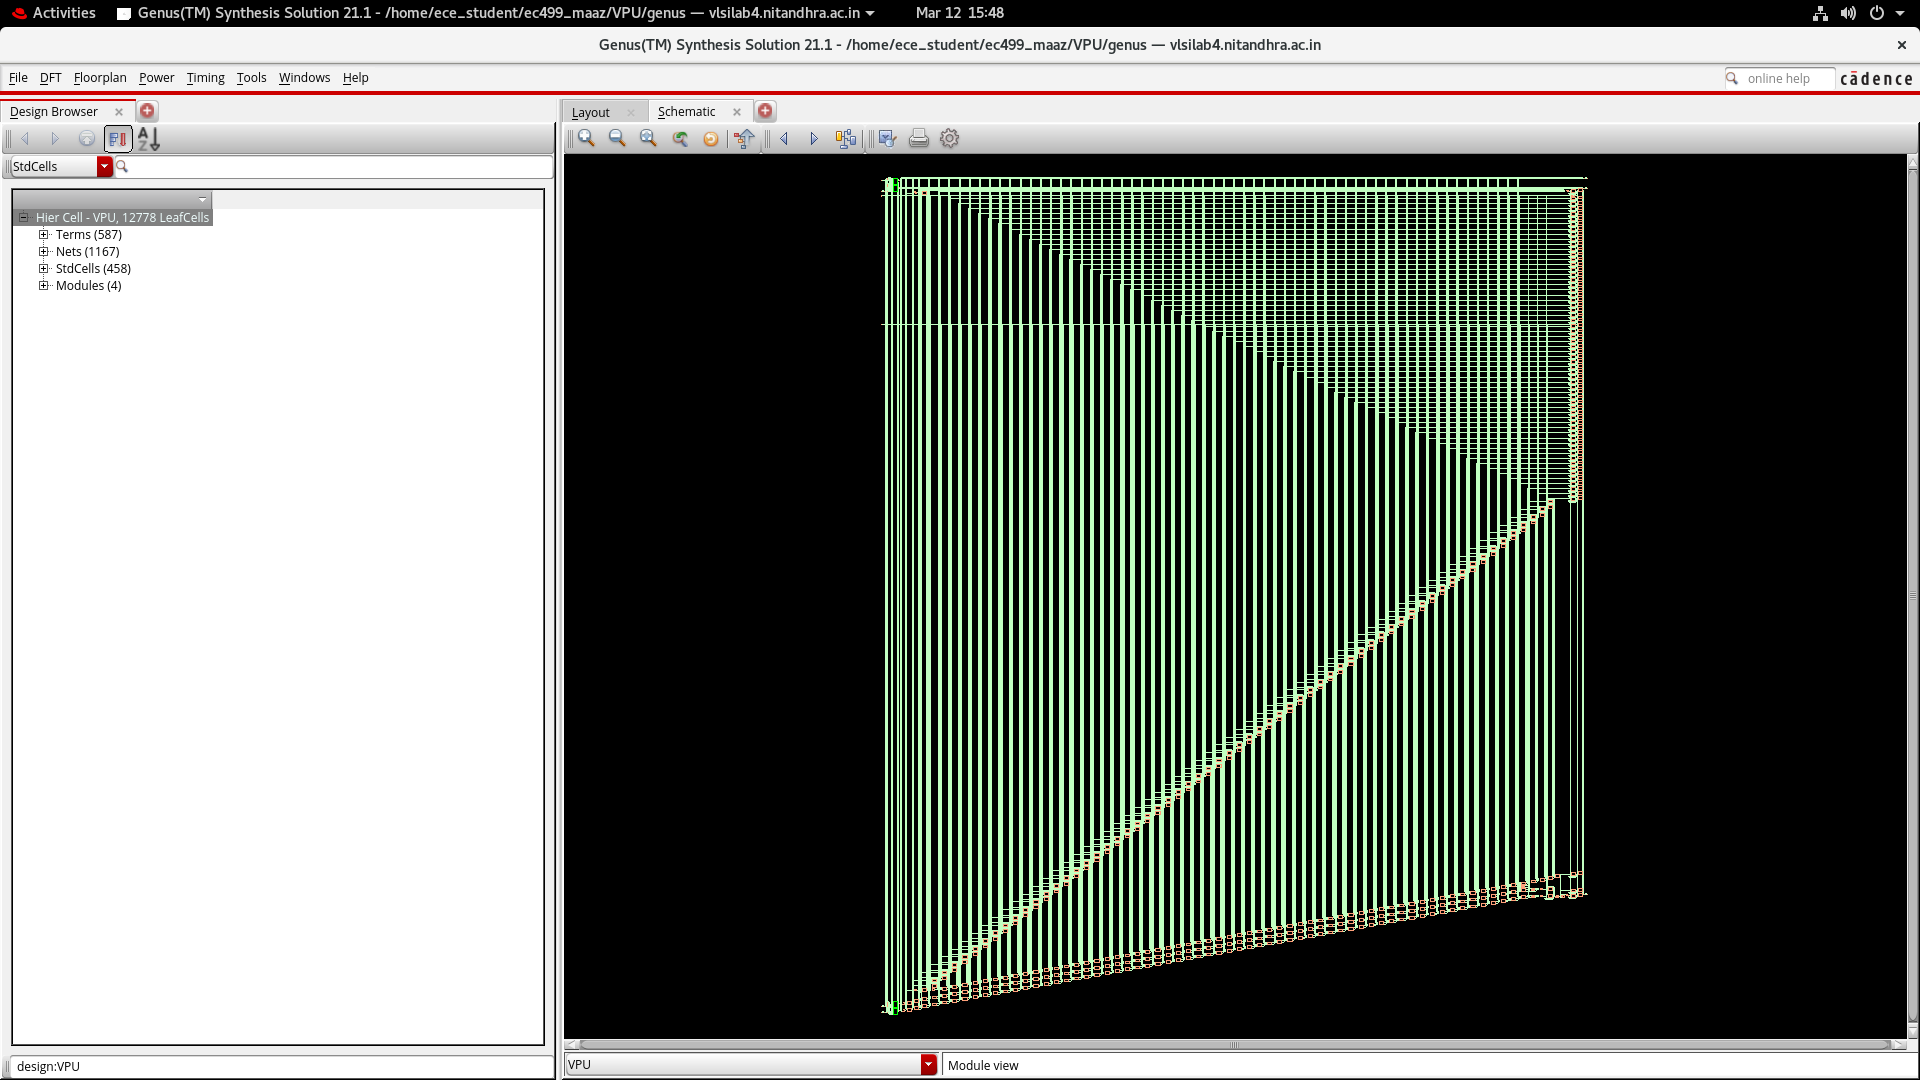 Activities Genus(TM) Synthesis Solution 21.1 - /home/ece_student/ec499_maaz/VPU/genus — vlsilab4.nitandhra.ac.in Mar 12 15:48
Genus(TM) Synthesis Solution 21.1 - /home/ece_student/ec499_maaz/VPU/genus — vlsilab4.nitandhra.ac.in
File DFT Floorplan Power Timing Tools Windows Help online help cādence
Design Browser
Layout Schematic
StdCells
Hier Cell - VPU, 12778 LeafCells
Terms (587)
Nets (1167)
StdCells (458)
Modules (4)
design:VPU
VPU Module view